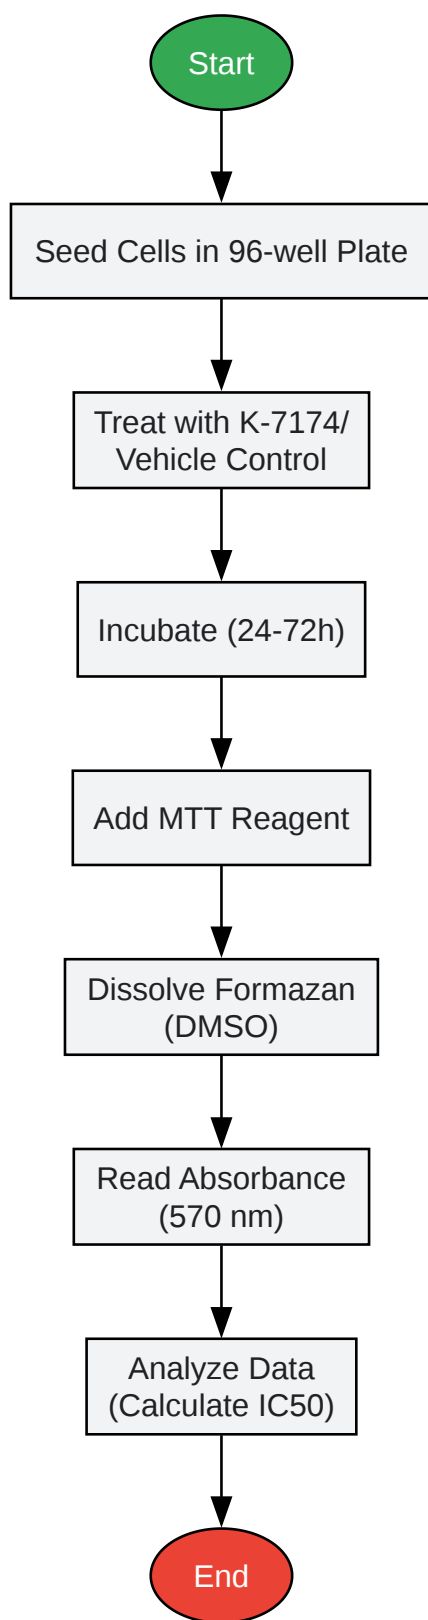 Start
Seed Cells in 96-well Plate
Treat with K-7174/
Vehicle Control
Incubate (24-72h)
Add MTT Reagent
Dissolve Formazan
(DMSO)
Read Absorbance
(570 nm)
Analyze Data
(Calculate IC50)
End